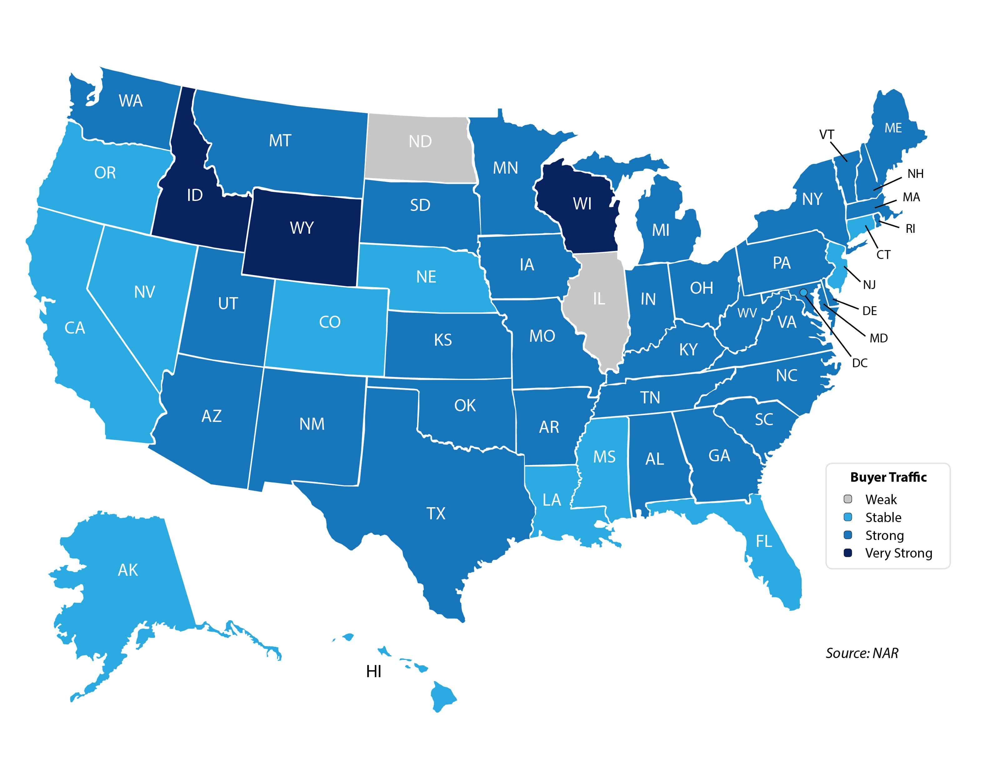 WA
MT
ND
ME
VT
OR
MN
NH
ID
SD
WI
NY
MA
WY
MI
RI
CT
IA
PA
NE
NJ
NV
UT
OH
IL
IN
DE
WV
CA
CO
VA
KS
MO
MD
KY
DC
NC
OK
TN
AZ
NM
AR
SC
MS
AL
GA
Buyer Traffic
Weak
LA
TX
Stable
Strong
FL
Very Strong
AK
Source: NAR
HI